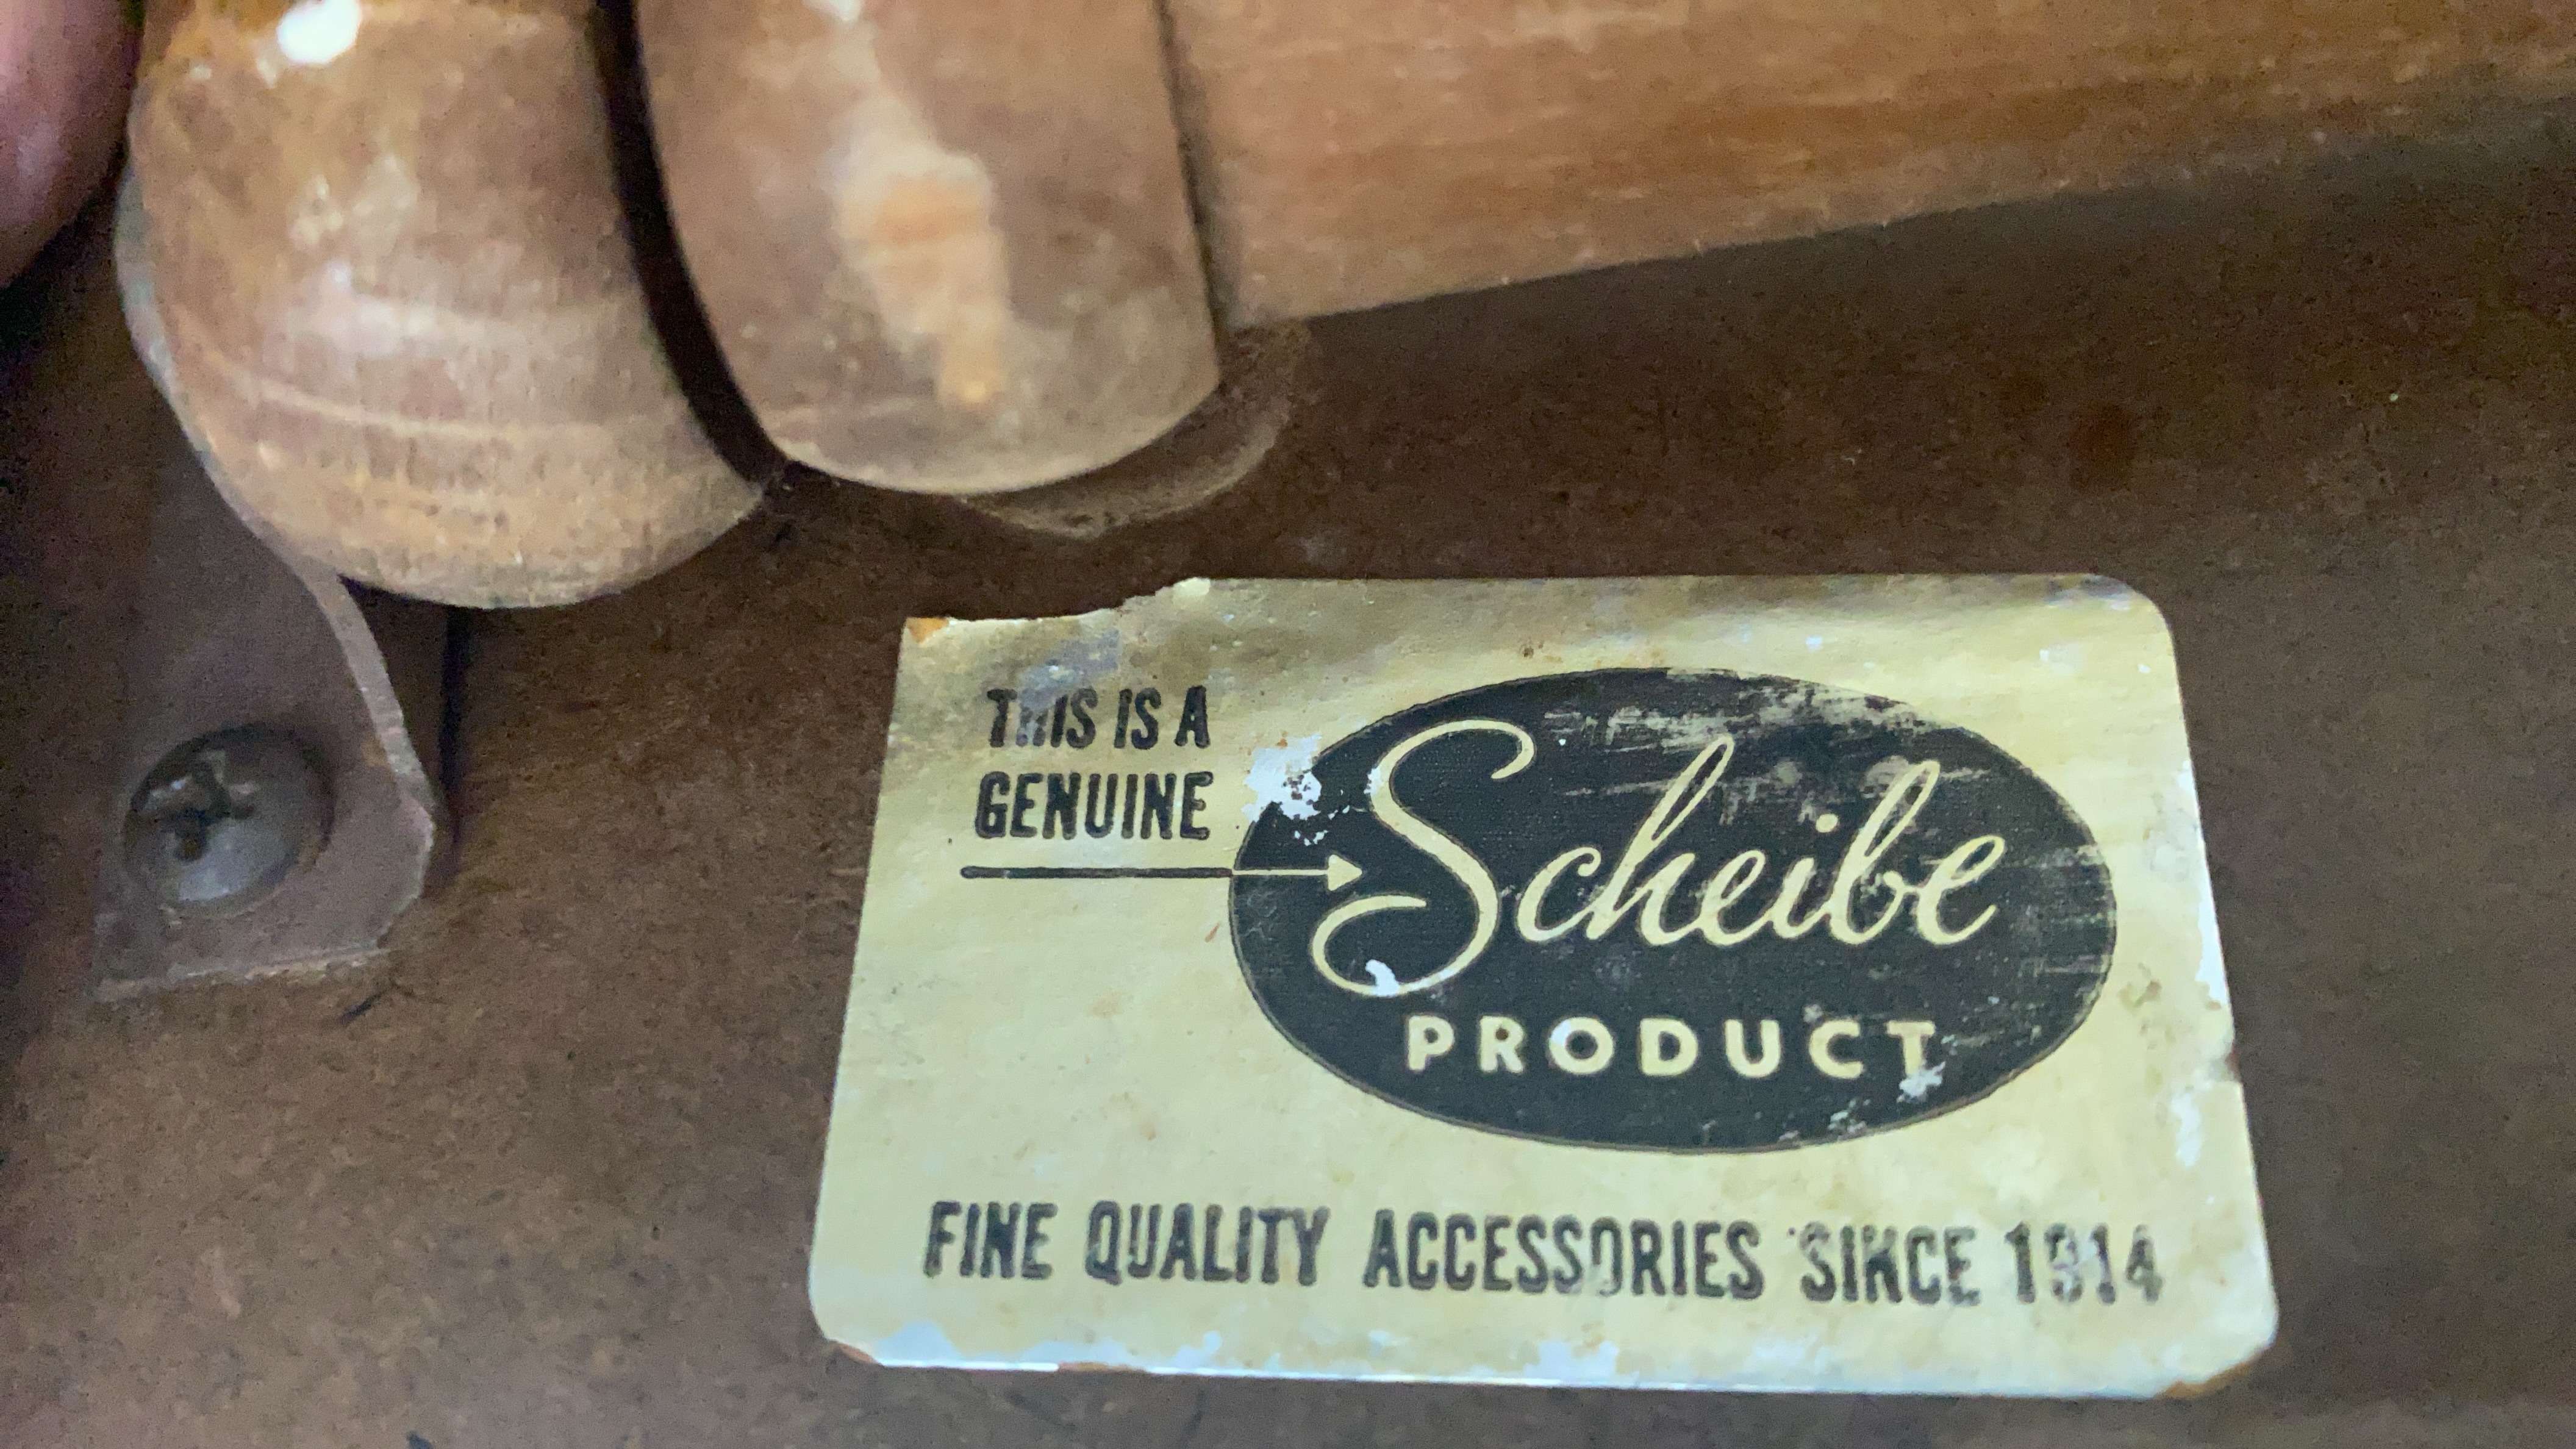 THIS IS A
GENUINE
Scheibe
PRODUCT
FINE QUALITY ACCESSORIES SINCE 1914